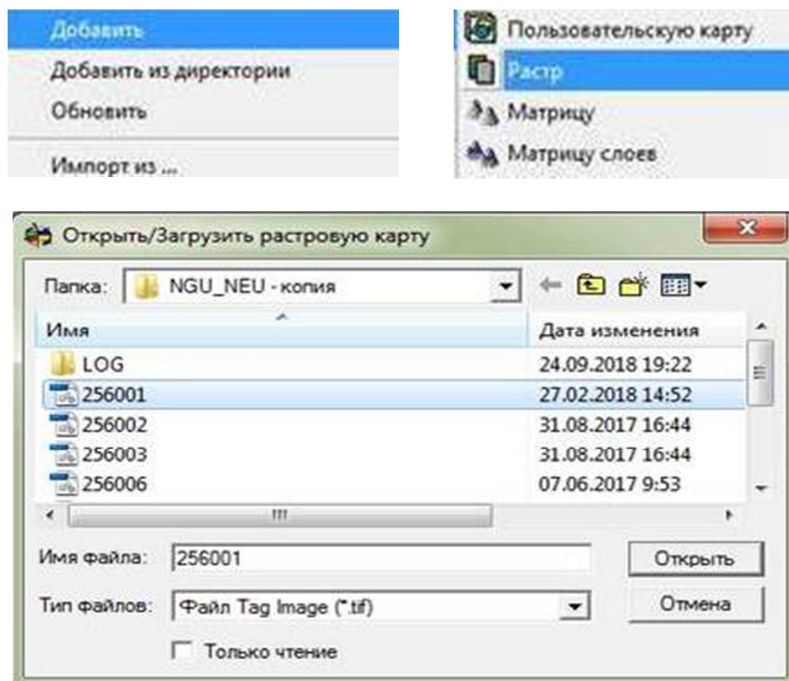 Добавить
Добавить из директории
Обновить
Импорт из ...
Пользовательскую карту
Растр
Матрицу
Матрицу слоев
Открыть/Загрузить растровую карту
Папка: NGU_NEU - копия
Имя Дата изменения
LOG 24.09.2018 19:22
256001 27.02.2018 14:52
256002 31.08.2017 16:44
256003 31.08.2017 16:44
256006 07.06.2017 9:53
Имя файла: 256001 Открыть
Тип файлов: Файл Tag Image (*.tif) Отмена
Только чтение